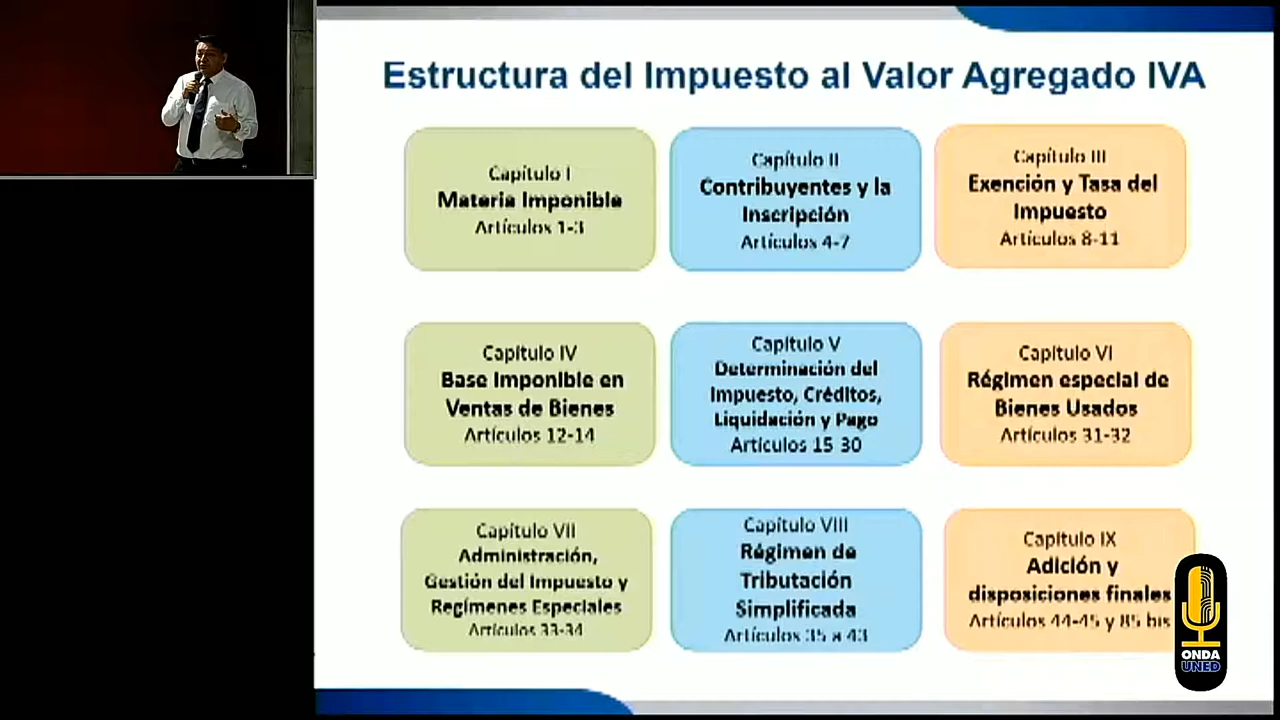 Estructura del Impuesto al Valor Agregado IVA
Capítulo I
Materia Imponible
Artículos 1-3
Capítulo II
Contribuyentes y la
Inscripción
Artículos 4-7
Capítulo III
Exención y Tasa del
Impuesto
Artículos 8-11
Capítulo IV
Base Imponible en
Ventas de Bienes
Artículos 12-14
Capítulo V
Determinación del
Impuesto, Créditos,
Liquidación y Pago
Artículos 15-30
Capítulo VI
Régimen especial de
Bienes Usados
Artículos 31-32
Capítulo VII
Administración,
Gestión del Impuesto y
Regímenes Especiales
Artículos 33-34
Capítulo VIII
Régimen de
Tributación
Simplificada
Artículos 35 a 43
Capítulo IX
Adición y
disposiciones finales
Artículos 44-45 y 85 bis
ONDA
UNED